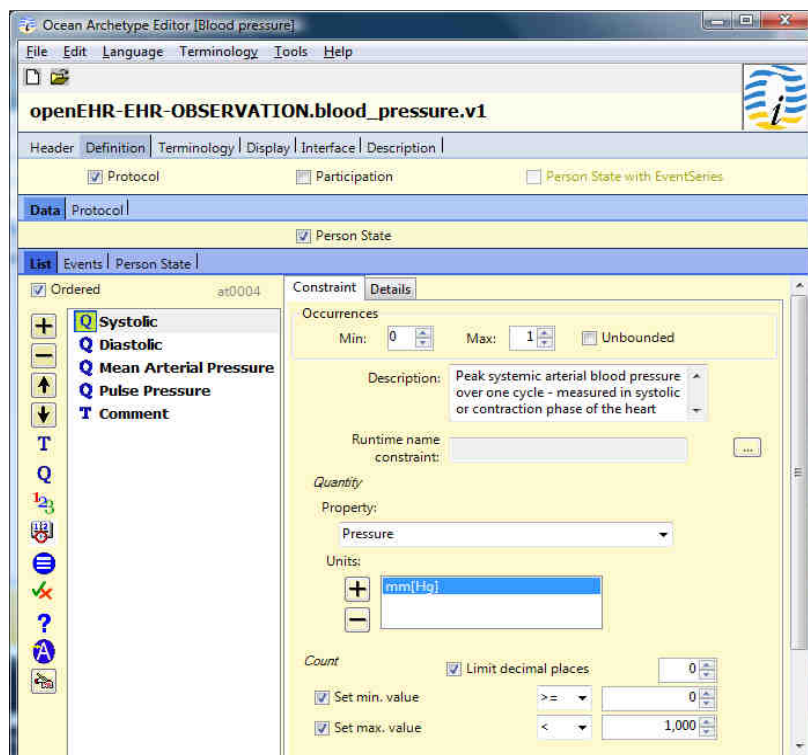 Ocean Archetype Editor [Blood pressure]
File Edit Language Terminology Tools Help
openEHR-EHR-OBSERVATION.blood_pressure.v1
Header Definition Terminology Display Interface Description
Protocol Participation Person State with EventSeries
Data Protocol
Person State
List Events Person State
Ordered at0004
Constraint Details
Occurrences
Min: 0 Max: 1 Unbounded
Q Systolic
Q Diastolic
Q Mean Arterial Pressure
Q Pulse Pressure
T Comment
Description: Peak systemic arterial blood pressure
over one cycle - measured in systolic
or contraction phase of the heart
Runtime name
constraint:
...
T
Q
123
Quantity
Property:
Pressure
Units:
mm[Hg]
?
A
Count
Limit decimal places 0
Set min. value >= 0
Set max. value < 1,000